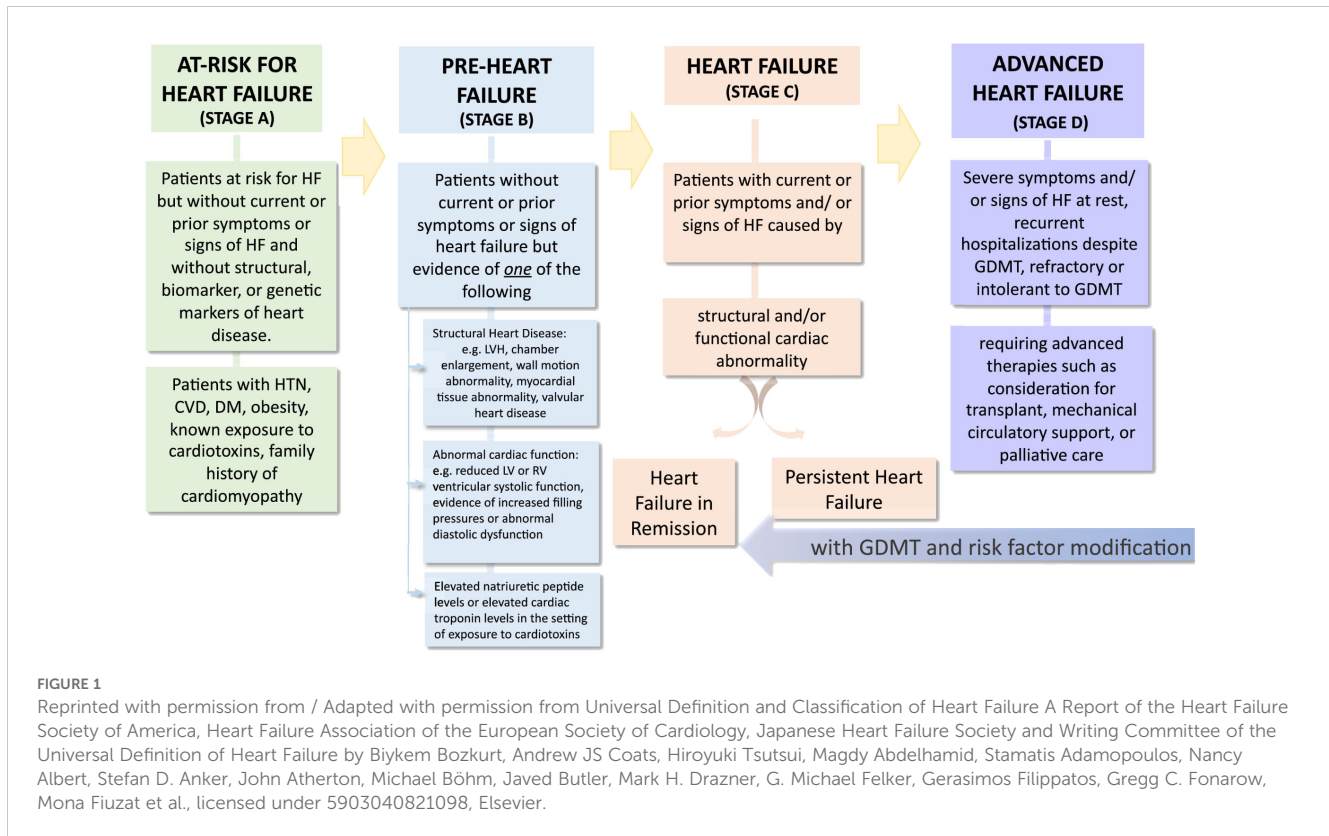 AT-RISK FOR
HEART FAILURE
(STAGE A)
Patients at risk for HF
but without current or
prior symptoms or
signs of HF and
without structural,
biomarker, or genetic
markers of heart
disease.
Patients with HTN,
CVD, DM, obesity,
known exposure to
cardiotoxins, family
history of
cardiomyopathy
PRE-HEART
FAILURE
(STAGE B)
Patients without
current or prior
symptoms or signs of
heart failure but
evidence of one of the
following
Structural Heart Disease:
e.g. LVH, chamber
enlargement, wall motion
abnormality, myocardial
tissue abnormality, valvular
heart disease
Abnormal cardiac function:
e.g. reduced LV or RV
ventricular systolic function,
evidence of increased filling
pressures or abnormal
diastolic dysfunction
Elevated natriuretic peptide
levels or elevated cardiac
troponin levels in the setting
of exposure to cardiotoxins
HEART FAILURE
(STAGE C)
Patients with current or
prior symptoms and/ or
signs of HF caused by
structural and/or
functional cardiac
abnormality
Heart
Failure in
Remission
Persistent Heart
Failure
with GDMT and risk factor modification
ADVANCED
HEART FAILURE
(STAGE D)
Severe symptoms and/
or signs of HF at rest,
recurrent
hospitalizations despite
GDMT, refractory or
intolerant to GDMT
requiring advanced
therapies such as
consideration for
transplant, mechanical
circulatory support, or
palliative care
FIGURE 1
Reprinted with permission from / Adapted with permission from Universal Definition and Classification of Heart Failure A Report of the Heart Failure
Society of America, Heart Failure Association of the European Society of Cardiology, Japanese Heart Failure Society and Writing Committee of the
Universal Definition of Heart Failure by Biykem Bozkurt, Andrew JS Coats, Hiroyuki Tsutsui, Magdy Abdelhamid, Stamatis Adamopoulos, Nancy
Albert, Stefan D. Anker, John Atherton, Michael Böhm, Javed Butler, Mark H. Drazner, G. Michael Felker, Gerasimos Filippatos, Gregg C. Fonarow,
Mona Fiuzat et al., licensed under 5903040821098, Elsevier.